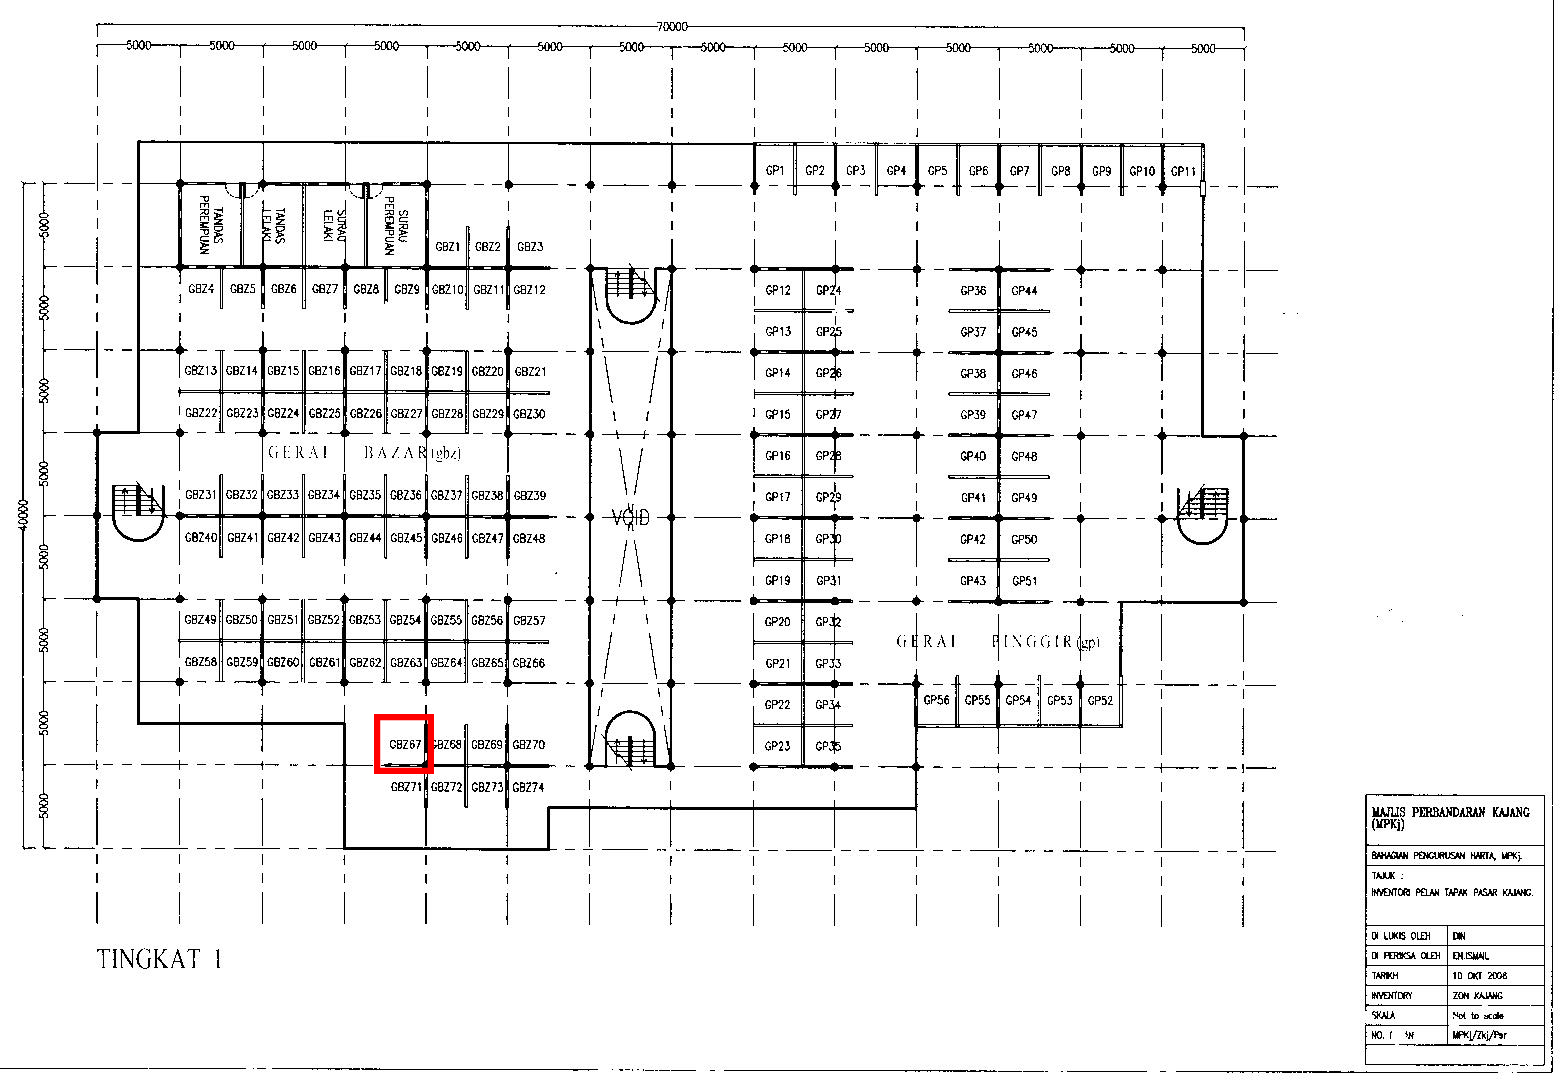 70000
5000 5000 5000 5000 5000 5000 5000 5000 5000 5000 5000 5000 5000 5000
GP1 GP2 GP3 GP4 GP5 GP6 GP7 GP8 GP9 GP10 GP11
TANDAS PEREMPUAN
TANDAS LELAKI
SURAU LELAKI
SURAU PEREMPUAN
GBZ1 GBZ2 GBZ3
GBZ4 GBZ5 GBZ6 GBZ7 GBZ8 GBZ9 GBZ10 GBZ11 GBZ12
GBZ13 GBZ14 GBZ15 GBZ16 GBZ17 GBZ18 GBZ19 GBZ20 GBZ21
GBZ22 GBZ23 GBZ24 GBZ25 GBZ26 GBZ27 GBZ28 GBZ29 GBZ30
GERAI BAZAR(gbz)
GBZ31 GBZ32 GBZ33 GBZ34 GBZ35 GBZ36 GBZ37 GBZ38 GBZ39
GBZ40 GBZ41 GBZ42 GBZ43 GBZ44 GBZ45 GBZ46 GBZ47 GBZ48
GBZ49 GBZ50 GBZ51 GBZ52 GBZ53 GBZ54 GBZ55 GBZ56 GBZ57
GBZ58 GBZ59 GBZ60 GBZ61 GBZ62 GBZ63 GBZ64 GBZ65 GBZ66
GBZ67 GBZ68 GBZ69 GBZ70
GBZ71 GBZ72 GBZ73 GBZ74
40000
5000 5000 5000 5000 5000 5000 5000 5000
VOID
GP12 GP24 GP36 GP44
GP13 GP25 GP37 GP45
GP14 GP26 GP38 GP46
GP15 GP27 GP39 GP47
GP16 GP28 GP40 GP48
GP17 GP29 GP41 GP49
GP18 GP30 GP42 GP50
GP19 GP31 GP43 GP51
GP20 GP32
GERAI PINGGIR(gp)
GP21 GP33
GP56 GP55 GP54 GP53 GP52
GP22 GP34
GP23 GP35
TINGKAT 1
MAJLIS PERBANDARAN KAJANG
(MPKj)
BAHAGIAN PENGURUSAN HARTA, MPKj.
TAJUK :
INVENTORI PELAN TAPAK PASAR KAJANG.
DI LUKIS OLEH DIN
DI PERIKSA OLEH EN.ISMAIL
TARIKH 10 OKT 2008
INVENTORY ZON KAJANG
SKALA Not to scale
NO. MPKj/Zkj/Psr